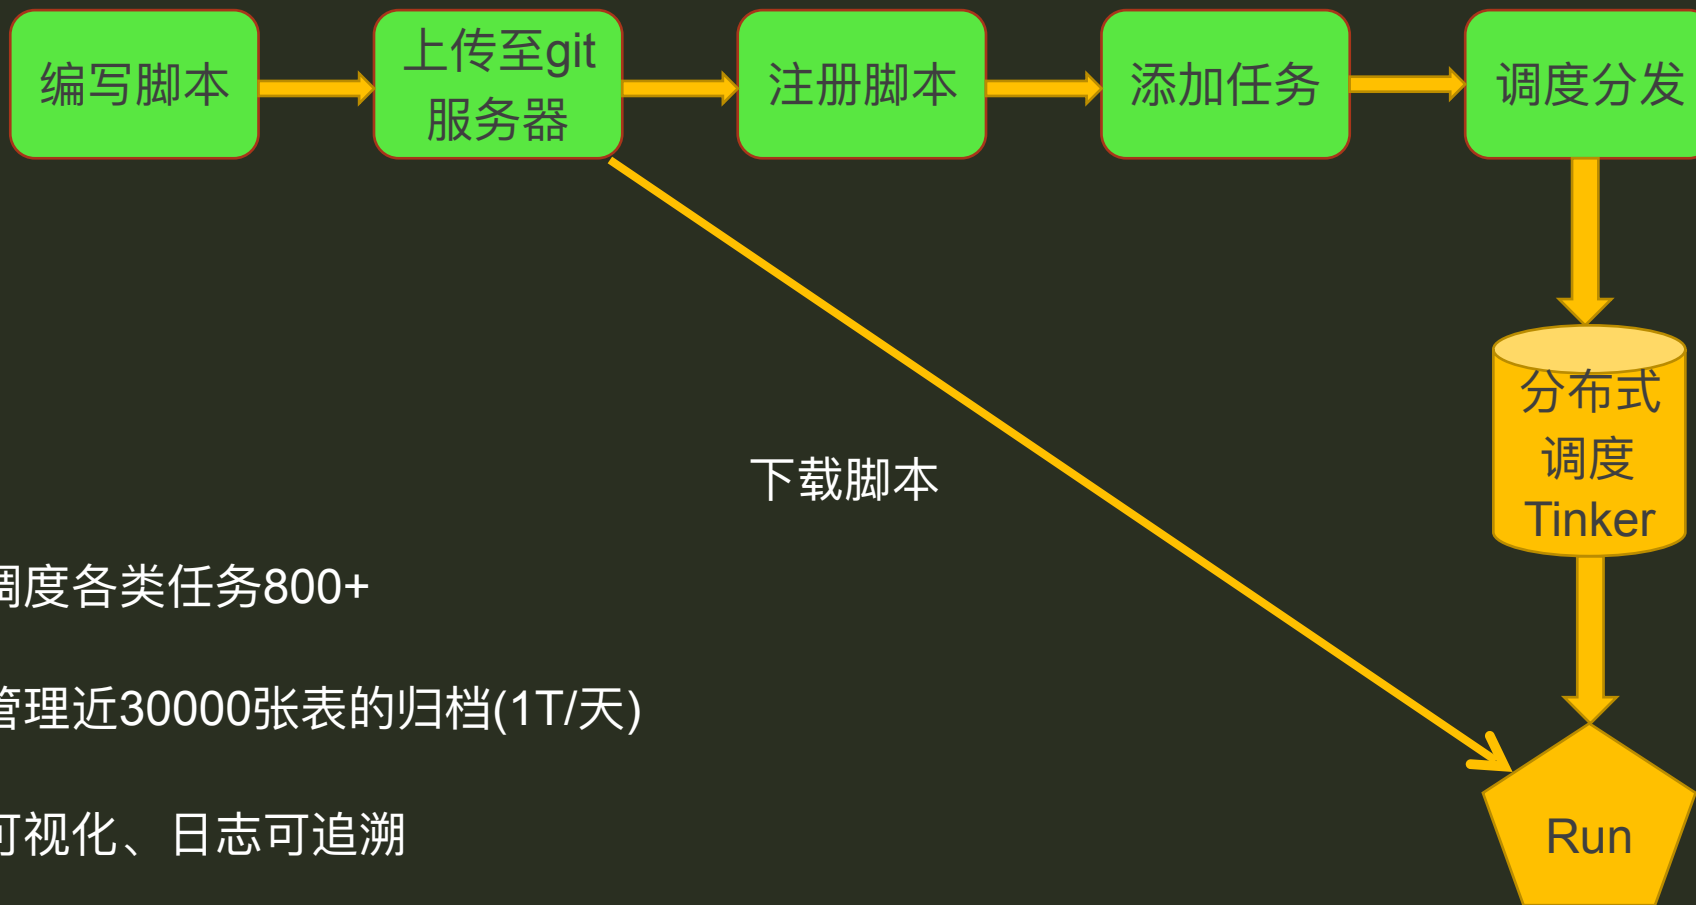 编写脚本
上传至git
服务器
注册脚本
添加任务
调度分发
分布式
调度
Tinker
下载脚本
调度各类任务800+
管理近30000张表的归档(1T/天)
可视化、日志可追溯
Run